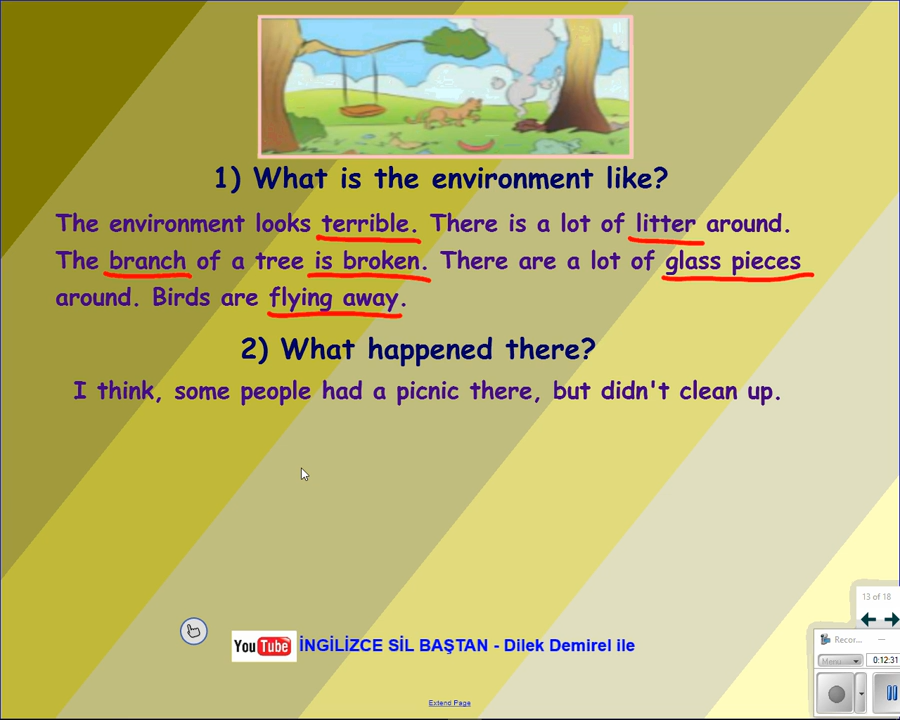 1) What is the environment like?
The environment looks terrible. There is a lot of litter around.
The branch of a tree is broken. There are a lot of glass pieces
around. Birds are flying away.
2) What happened there?
I think, some people had a picnic there, but didn't clean up.
13 of 18
Recor...
Menu
0:12:31
YouTube İNGİLİZCE SİL BAŞTAN - Dilek Demirel ile
Extend Page